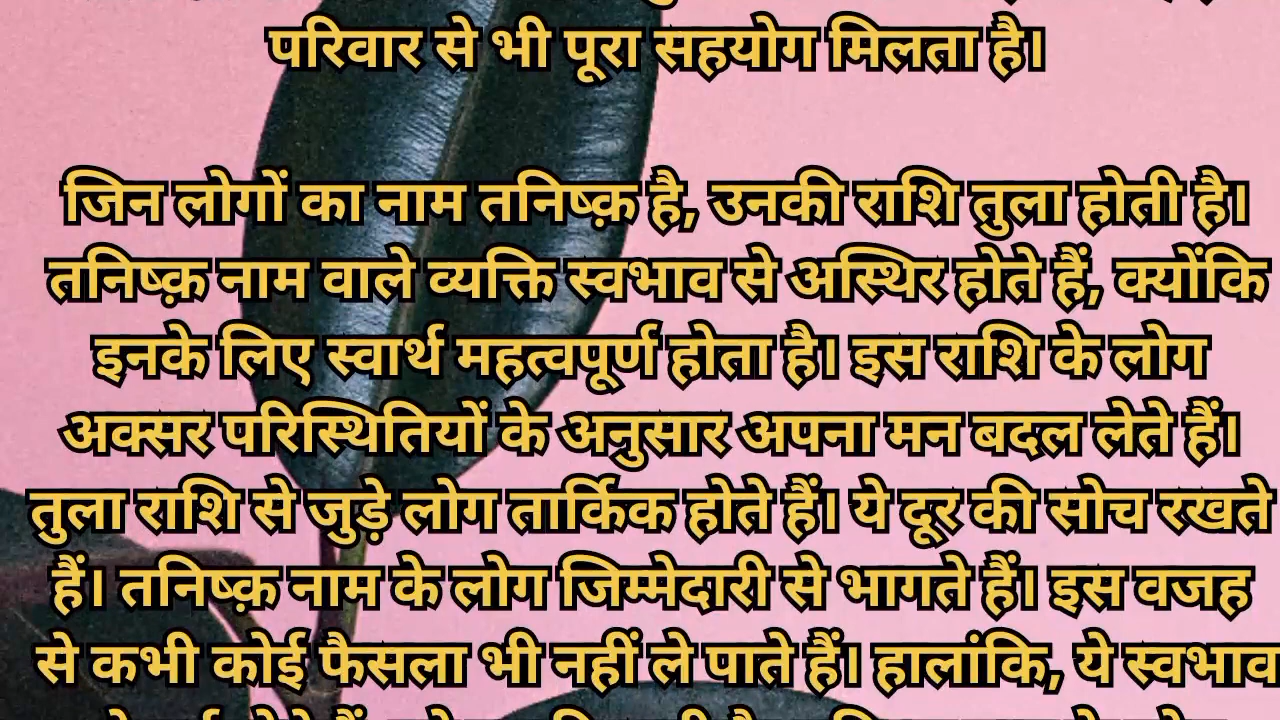 परिवार से भी पूरा सहयोग मिलता है।
जिन लोगों का नाम तनिष्क़ है, उनकी राशि तुला होती है।
तनिष्क़ नाम वाले व्यक्ति स्वभाव से अस्थिर होते हैं, क्योंकि
इनके लिए स्वार्थ महत्वपूर्ण होता है। इस राशि के लोग
अक्सर परिस्थितियों के अनुसार अपना मन बदल लेते हैं।
तुला राशि से जुड़े लोग तार्किक होते हैं। ये दूर की सोच रखते
हैं। तनिष्क़ नाम के लोग जिम्मेदारी से भागते हैं। इस वजह
से कभी कोई फैसला भी नहीं ले पाते हैं। हालांकि, ये स्वभाव